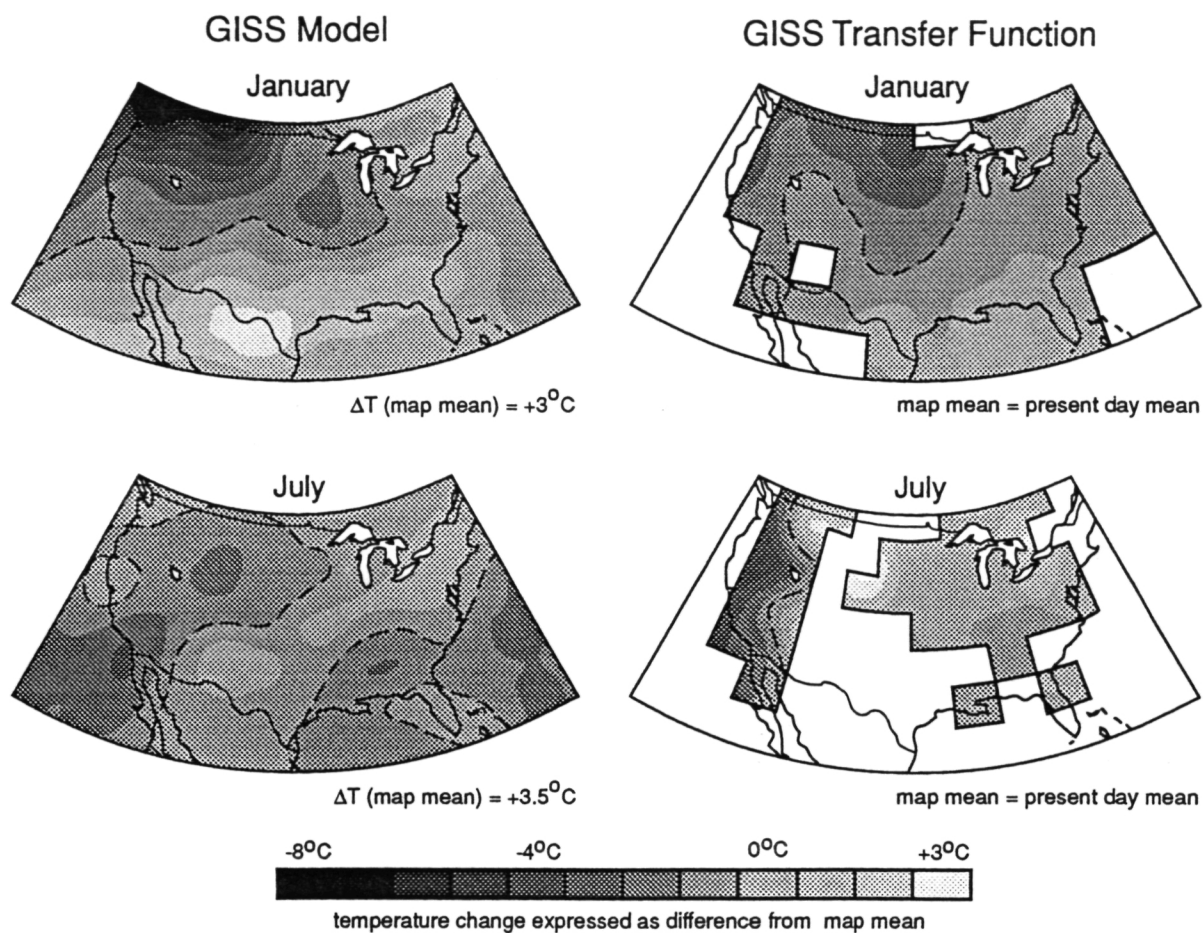 GISS Model
GISS Transfer Function
January
January
ΔT (map mean) = +3°C
map mean = present day mean
July
July
ΔT (map mean) = +3.5°C
map mean = present day mean
-8°C -4°C 0°C +3°C
temperature change expressed as difference from map mean